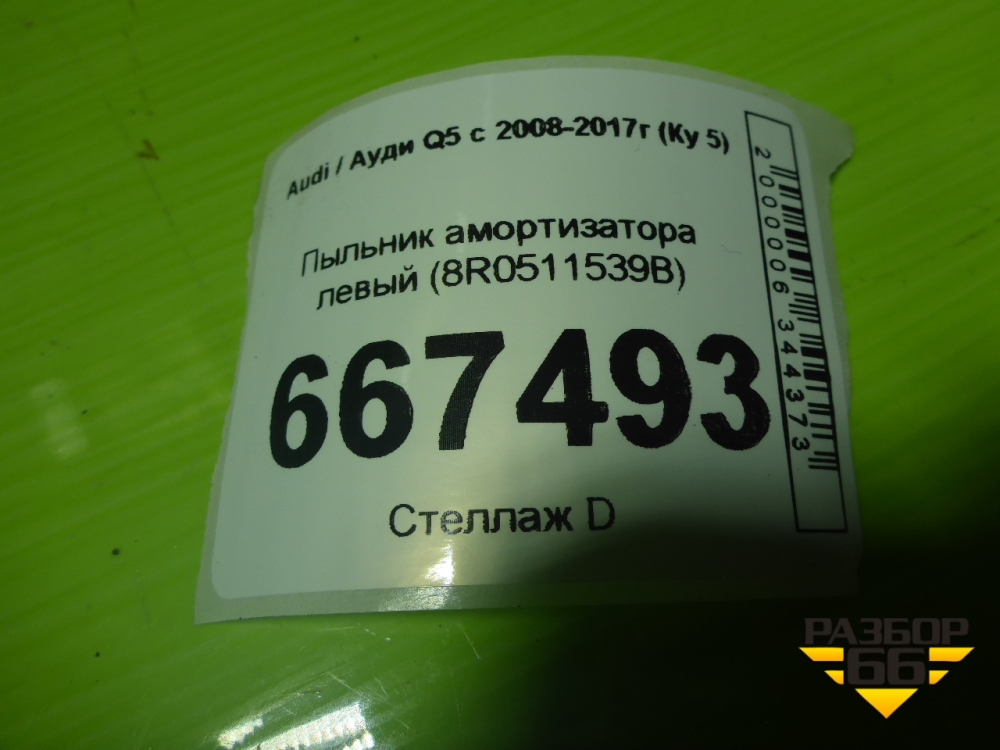 Audi / Ауди Q5 с 2008-2017г (Ку 5)
Пыльник амортизатора
левый (8R0511539B)
667493
Стеллаж D
2000006344373
РАЗБОР
66